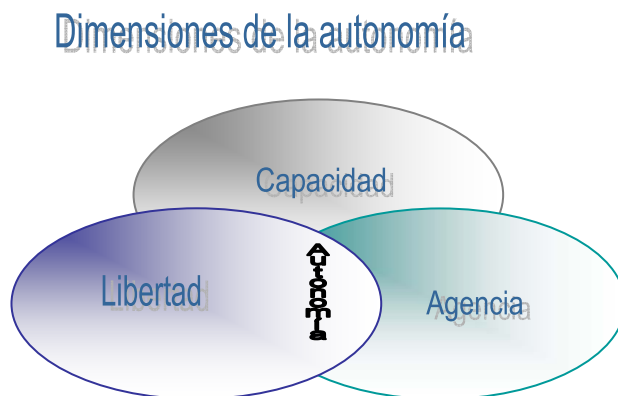 Dimensiones de la autonomía
Capacidad
Libertad
Autonomía
Agencia